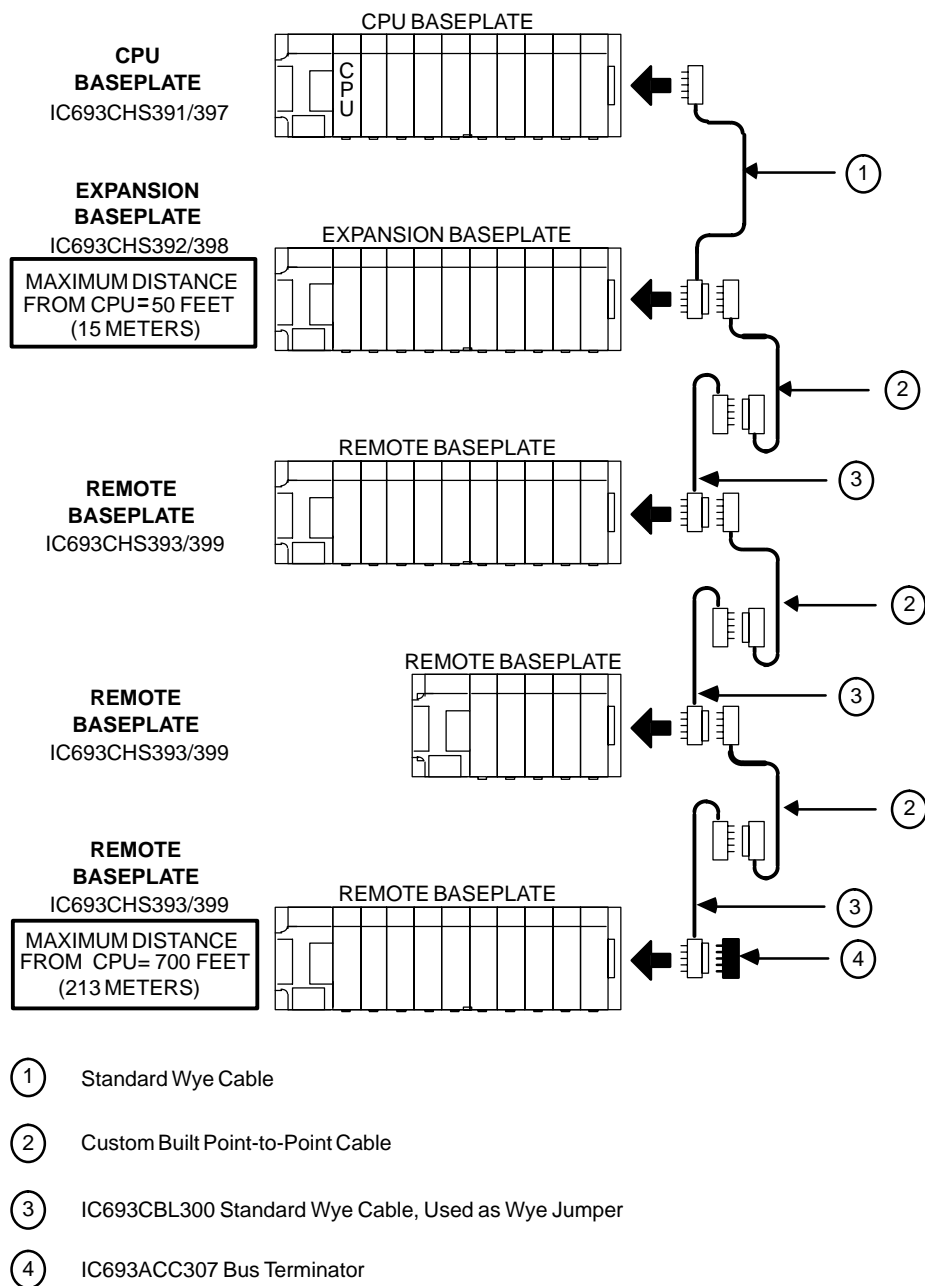 CPU BASEPLATE
CPU
BASEPLATE
IC693CHS391/397
CPU
1
EXPANSION
BASEPLATE
IC693CHS392/398
EXPANSION BASEPLATE
MAXIMUM DISTANCE
FROM CPU=50 FEET
(15 METERS)
2
REMOTE BASEPLATE
3
REMOTE
BASEPLATE
IC693CHS393/399
2
REMOTE BASEPLATE
3
REMOTE
BASEPLATE
IC693CHS393/399
2
REMOTE
BASEPLATE
IC693CHS393/399
REMOTE BASEPLATE
3
MAXIMUM DISTANCE
FROM CPU= 700 FEET
(213 METERS)
4
1 Standard Wye Cable
2 Custom Built Point-to-Point Cable
3 IC693CBL300 Standard Wye Cable, Used as Wye Jumper
4 IC693ACC307 Bus Terminator